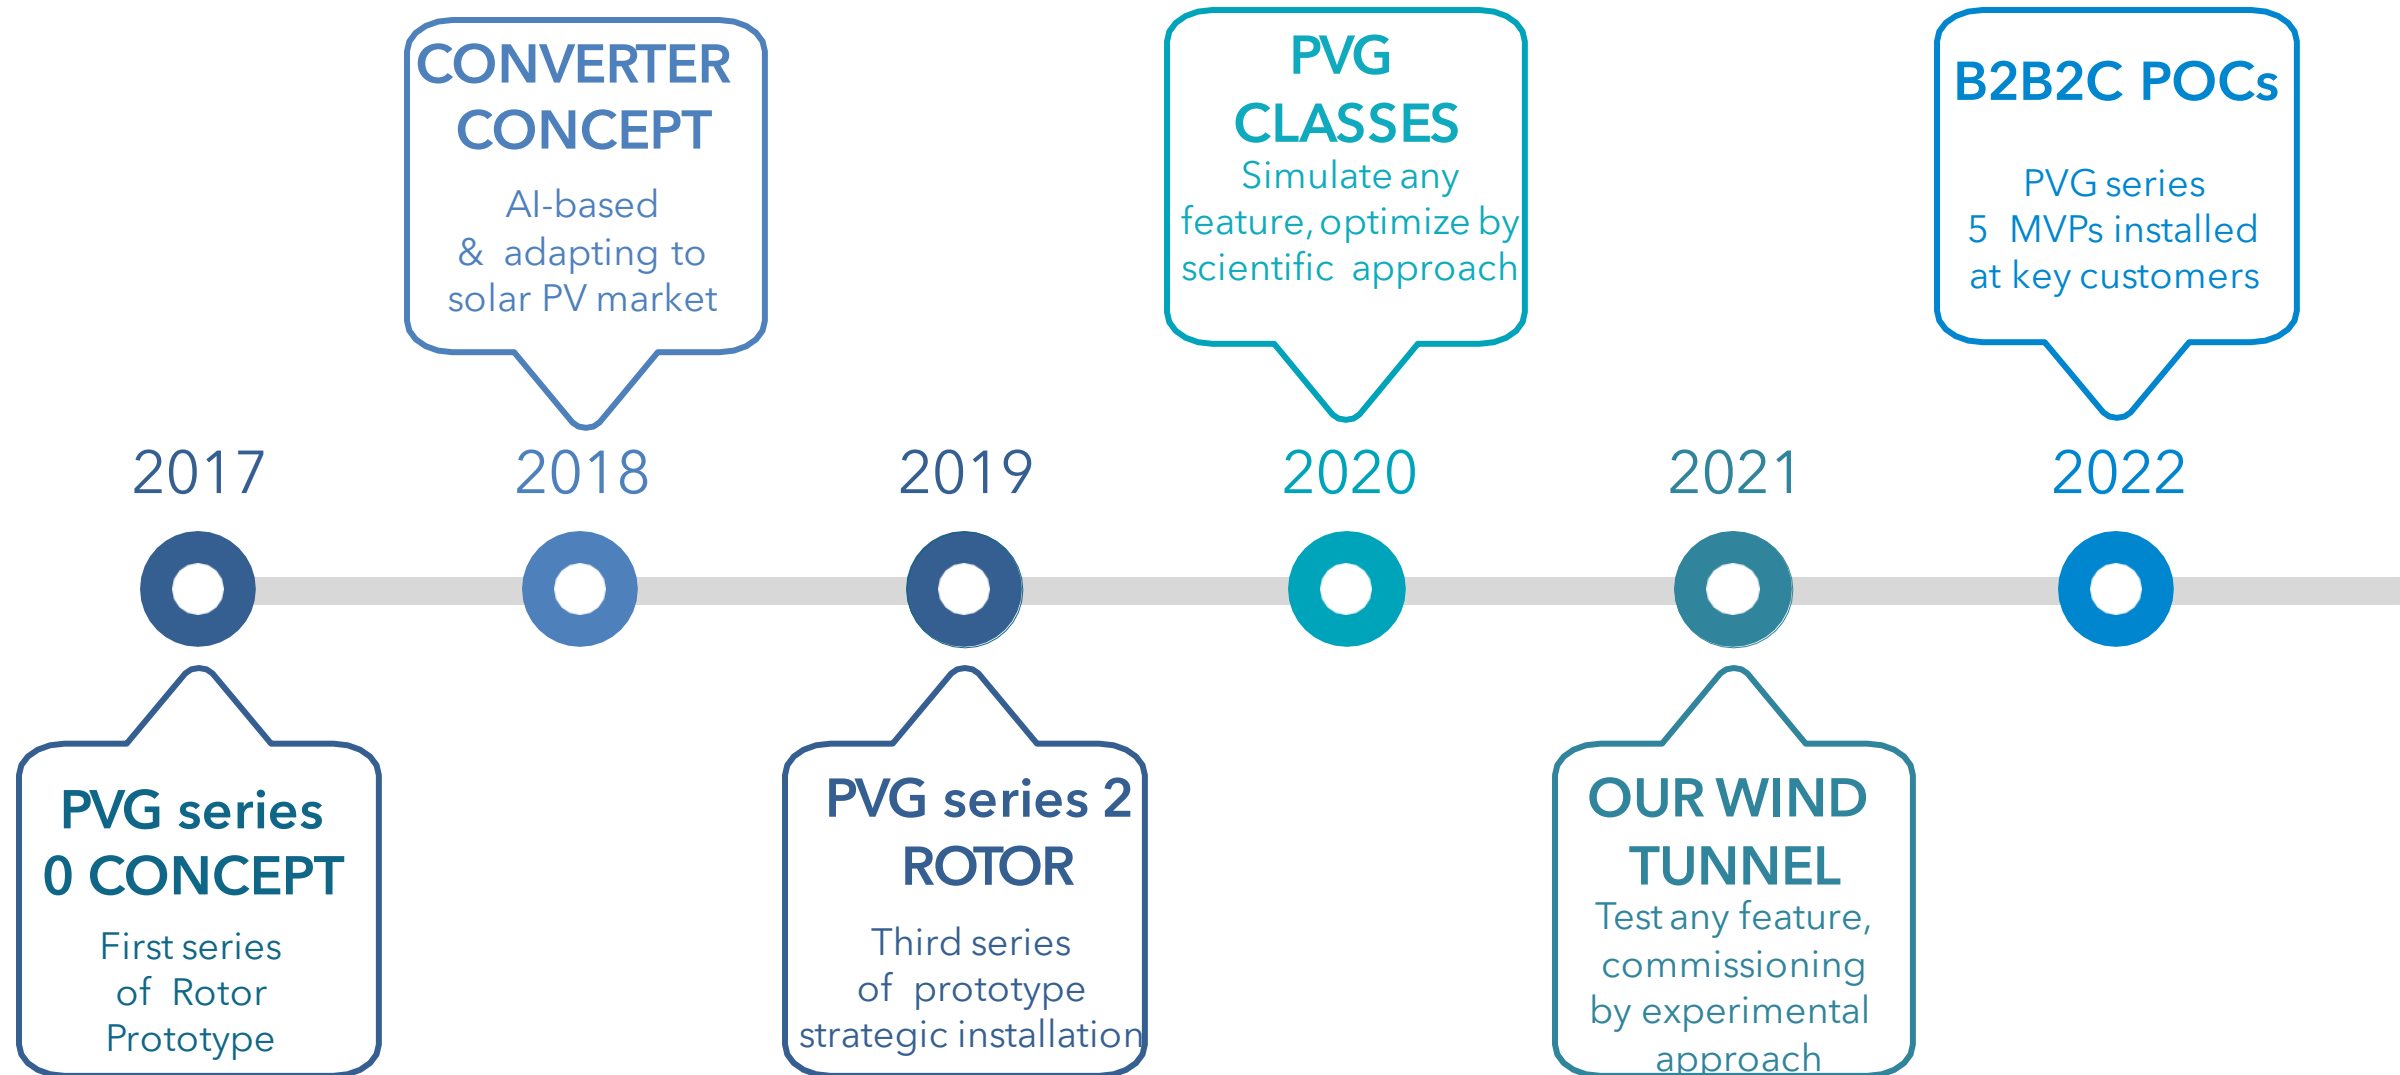 CONVERTER
CONCEPT
AI-based
& adapting to
solar PV market
PVG
CLASSES
Simulate any
feature, optimize by
scientific approach
B2B2C POCs
PVG series
5 MVPs installed
at key customers
2017
2018
2019
2020
2021
2022
PVG series
0 CONCEPT
First series
of Rotor
Prototype
PVG series 2
ROTOR
Third series
of prototype
strategic installation
OUR WIND
TUNNEL
Test any feature,
commissioning
by experimental
approach